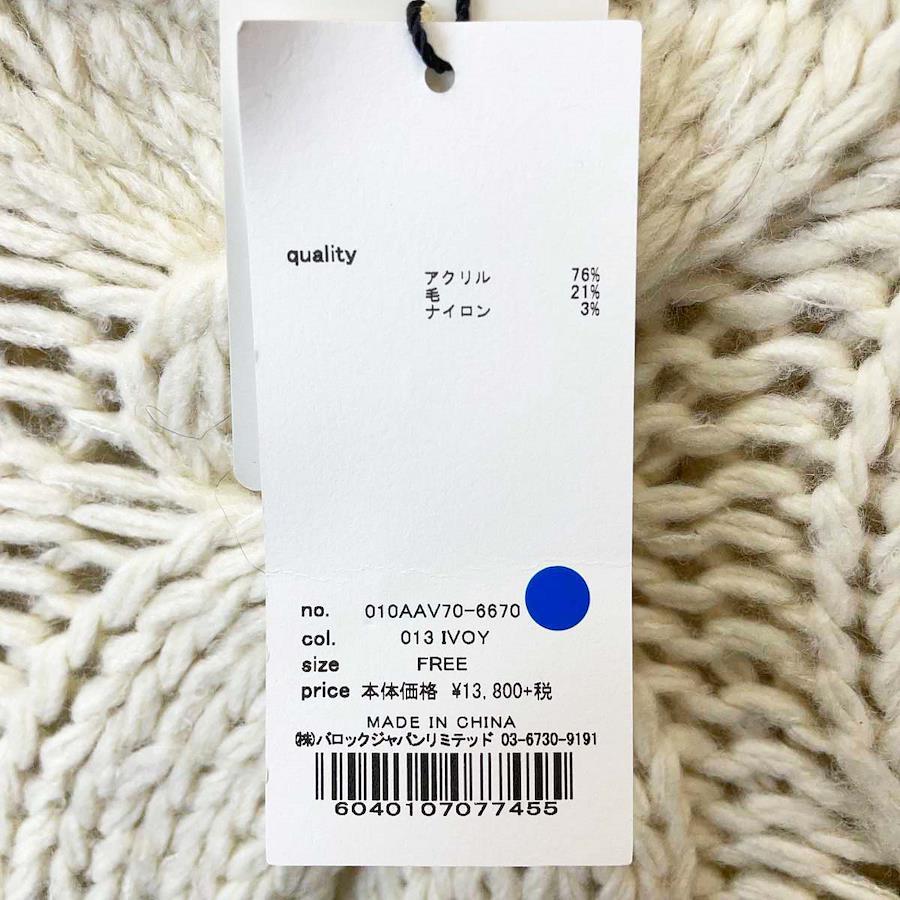 quality
アクリル 76%
毛 21%
ナイロン 3%
no. 010AAV70-6670
col. 013 IVOY
size FREE
price 本体価格 ¥13,800+税
MADE IN CHINA
㈱バロックジャパンリミテッド 03-6730-9191
6040107077455